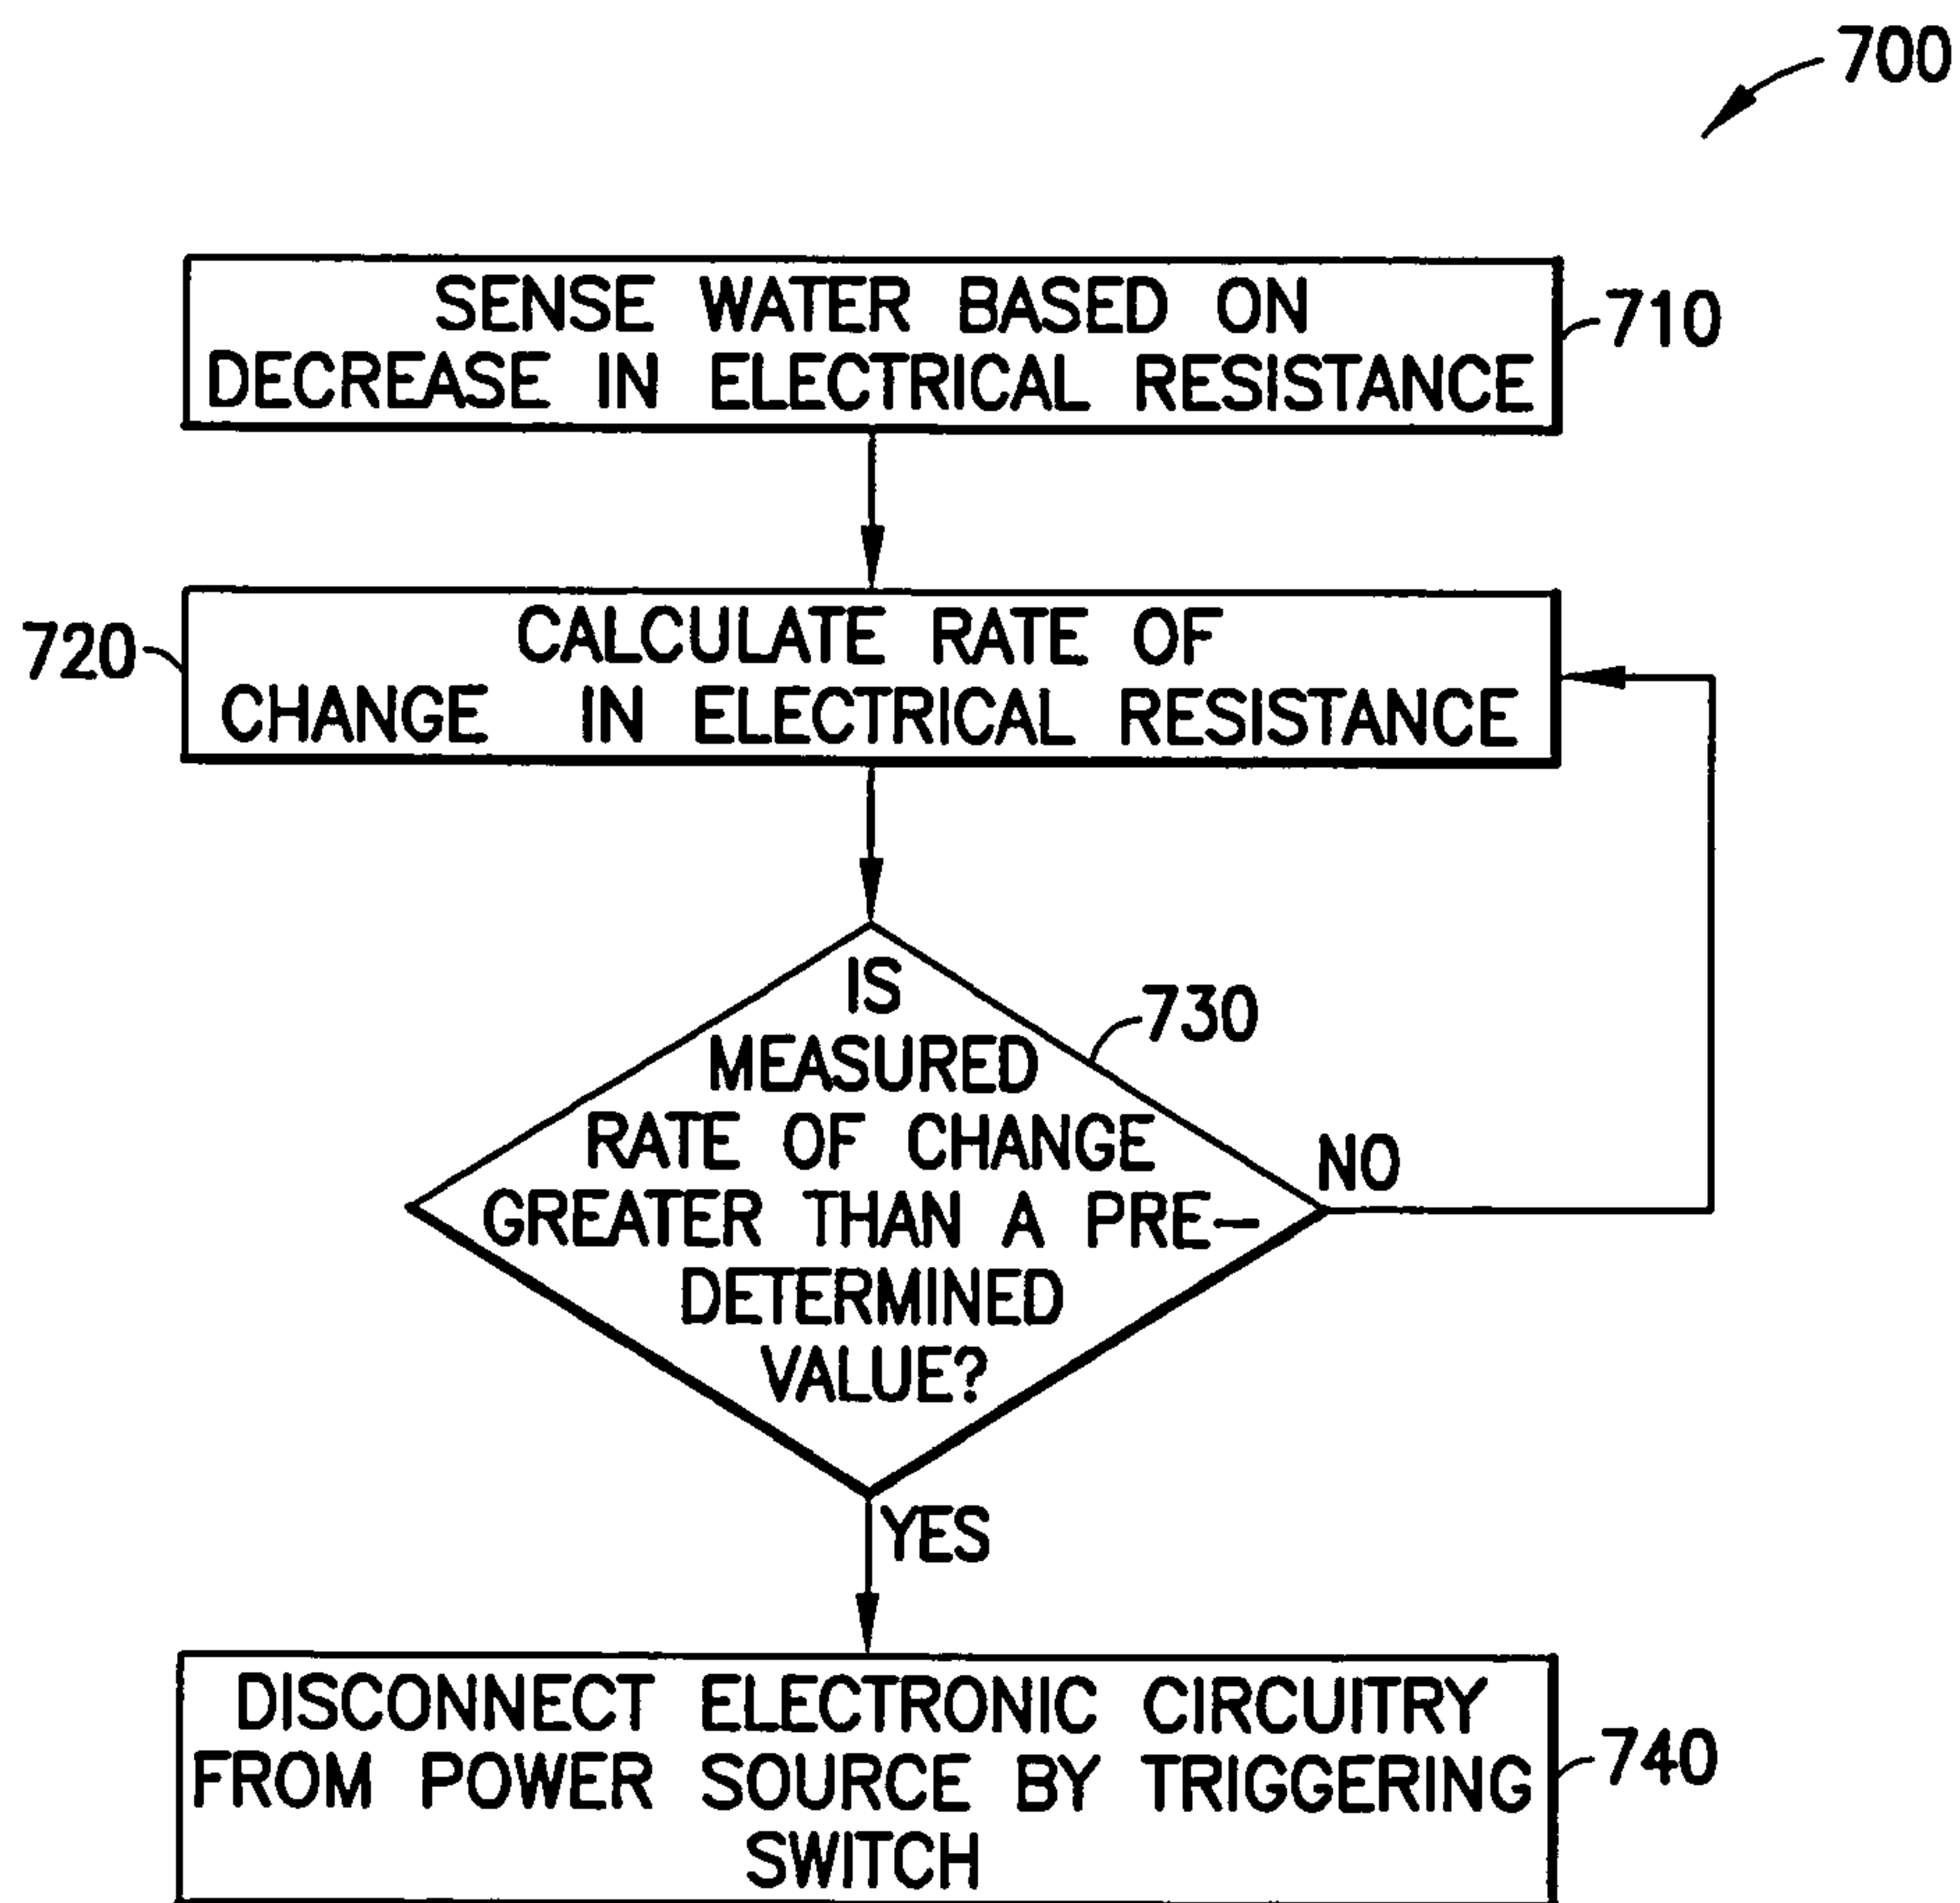 700
SENSE WATER BASED ON
DECREASE IN ELECTRICAL RESISTANCE
710
720
CALCULATE RATE OF
CHANGE IN ELECTRICAL RESISTANCE
730
IS
MEASURED
RATE OF CHANGE
GREATER THAN A PRE-
DETERMINED
VALUE?
NO
YES
DISCONNECT ELECTRONIC CIRCUITRY
FROM POWER SOURCE BY TRIGGERING
SWITCH
740